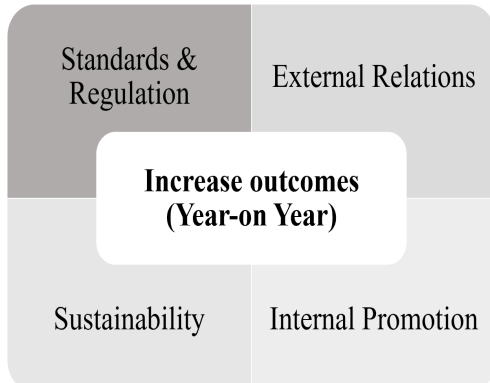 Standards &
Regulation
External Relations
Increase outcomes
(Year-on Year)
Sustainability
Internal Promotion